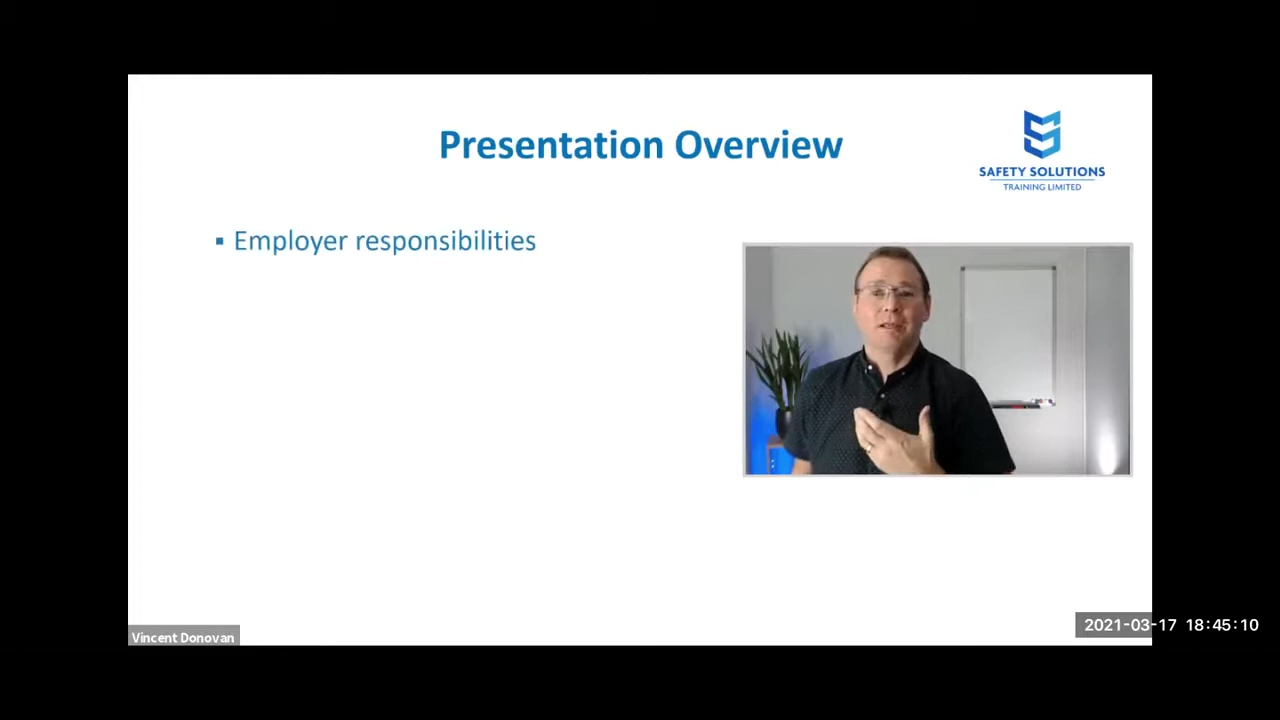 Presentation Overview
SAFETY SOLUTIONS
TRAINING LIMITED
▪ Employer responsibilities
Vincent Donovan
2021-03-17 18:45:10